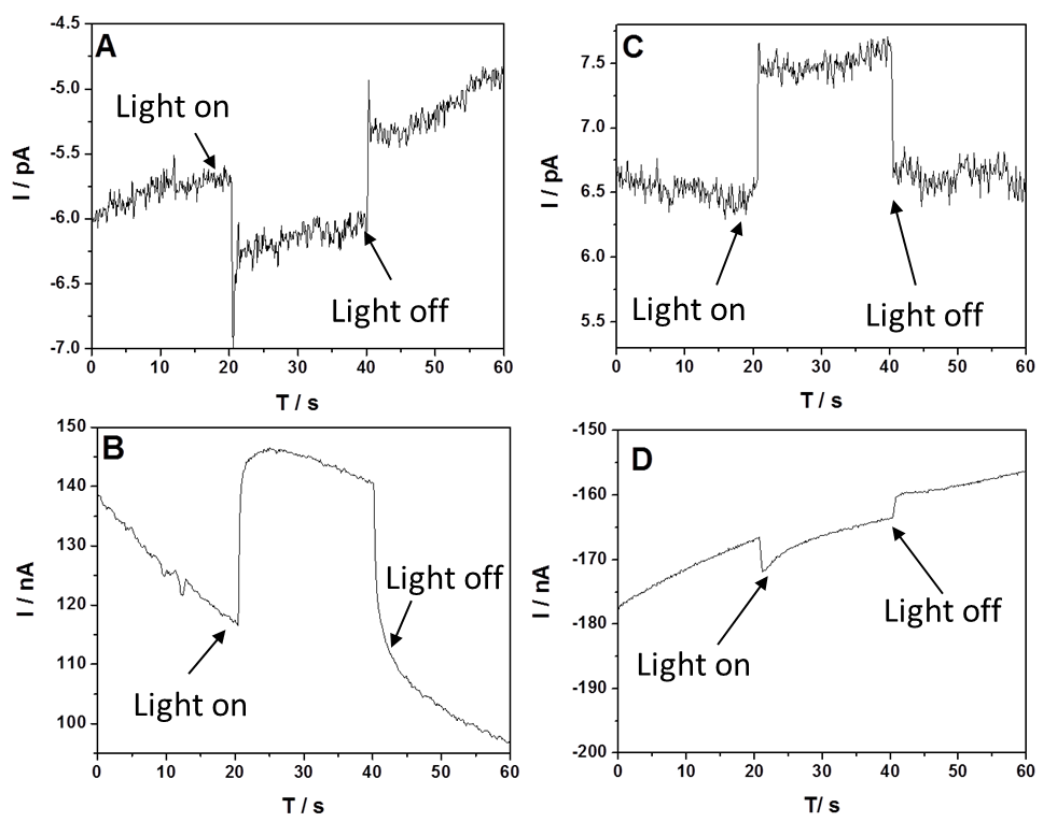 A
Light on
Light off
I / pA
-4.5
-5.0
-5.5
-6.0
-6.5
-7.0
0 10 20 30 40 50 60
T / s
C
Light on
Light off
I / pA
7.5
7.0
6.5
6.0
5.5
0 10 20 30 40 50 60
T / s
B
Light off
Light on
I / nA
150
140
130
120
110
100
0 10 20 30 40 50 60
T / s
D
Light off
Light on
I / nA
-150
-160
-170
-180
-190
-200
0 10 20 30 40 50 60
T/ s